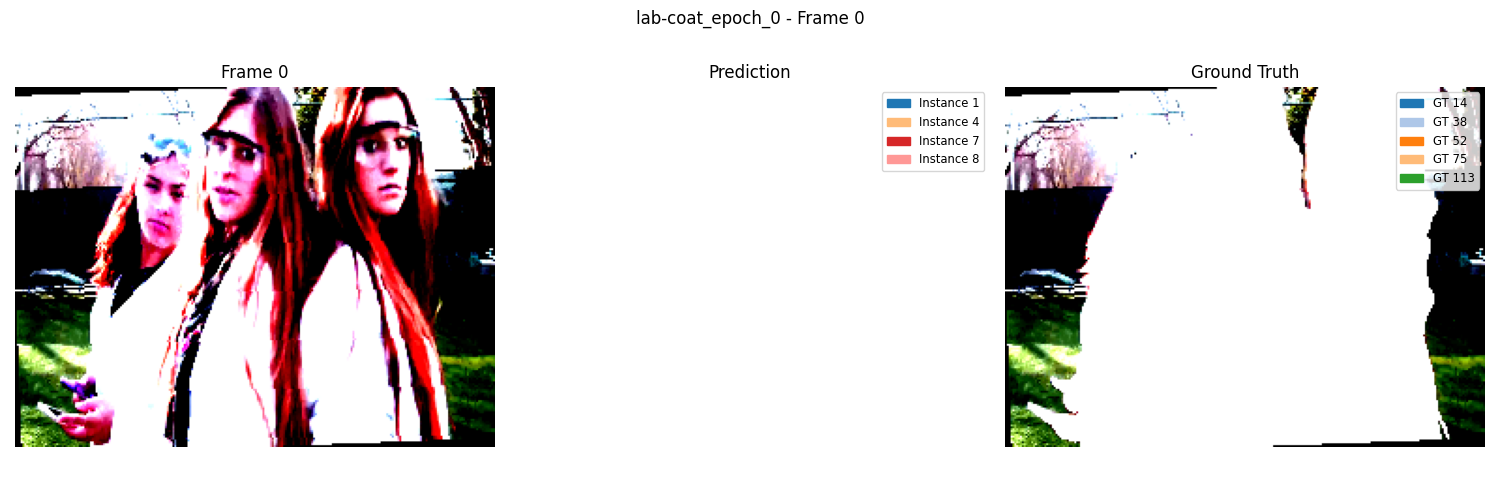 lab-coat_epoch_0 - Frame 0
Frame 0
Prediction
Ground Truth
Instance 1
Instance 4
Instance 7
Instance 8
GT 14
GT 38
GT 52
GT 75
GT 113